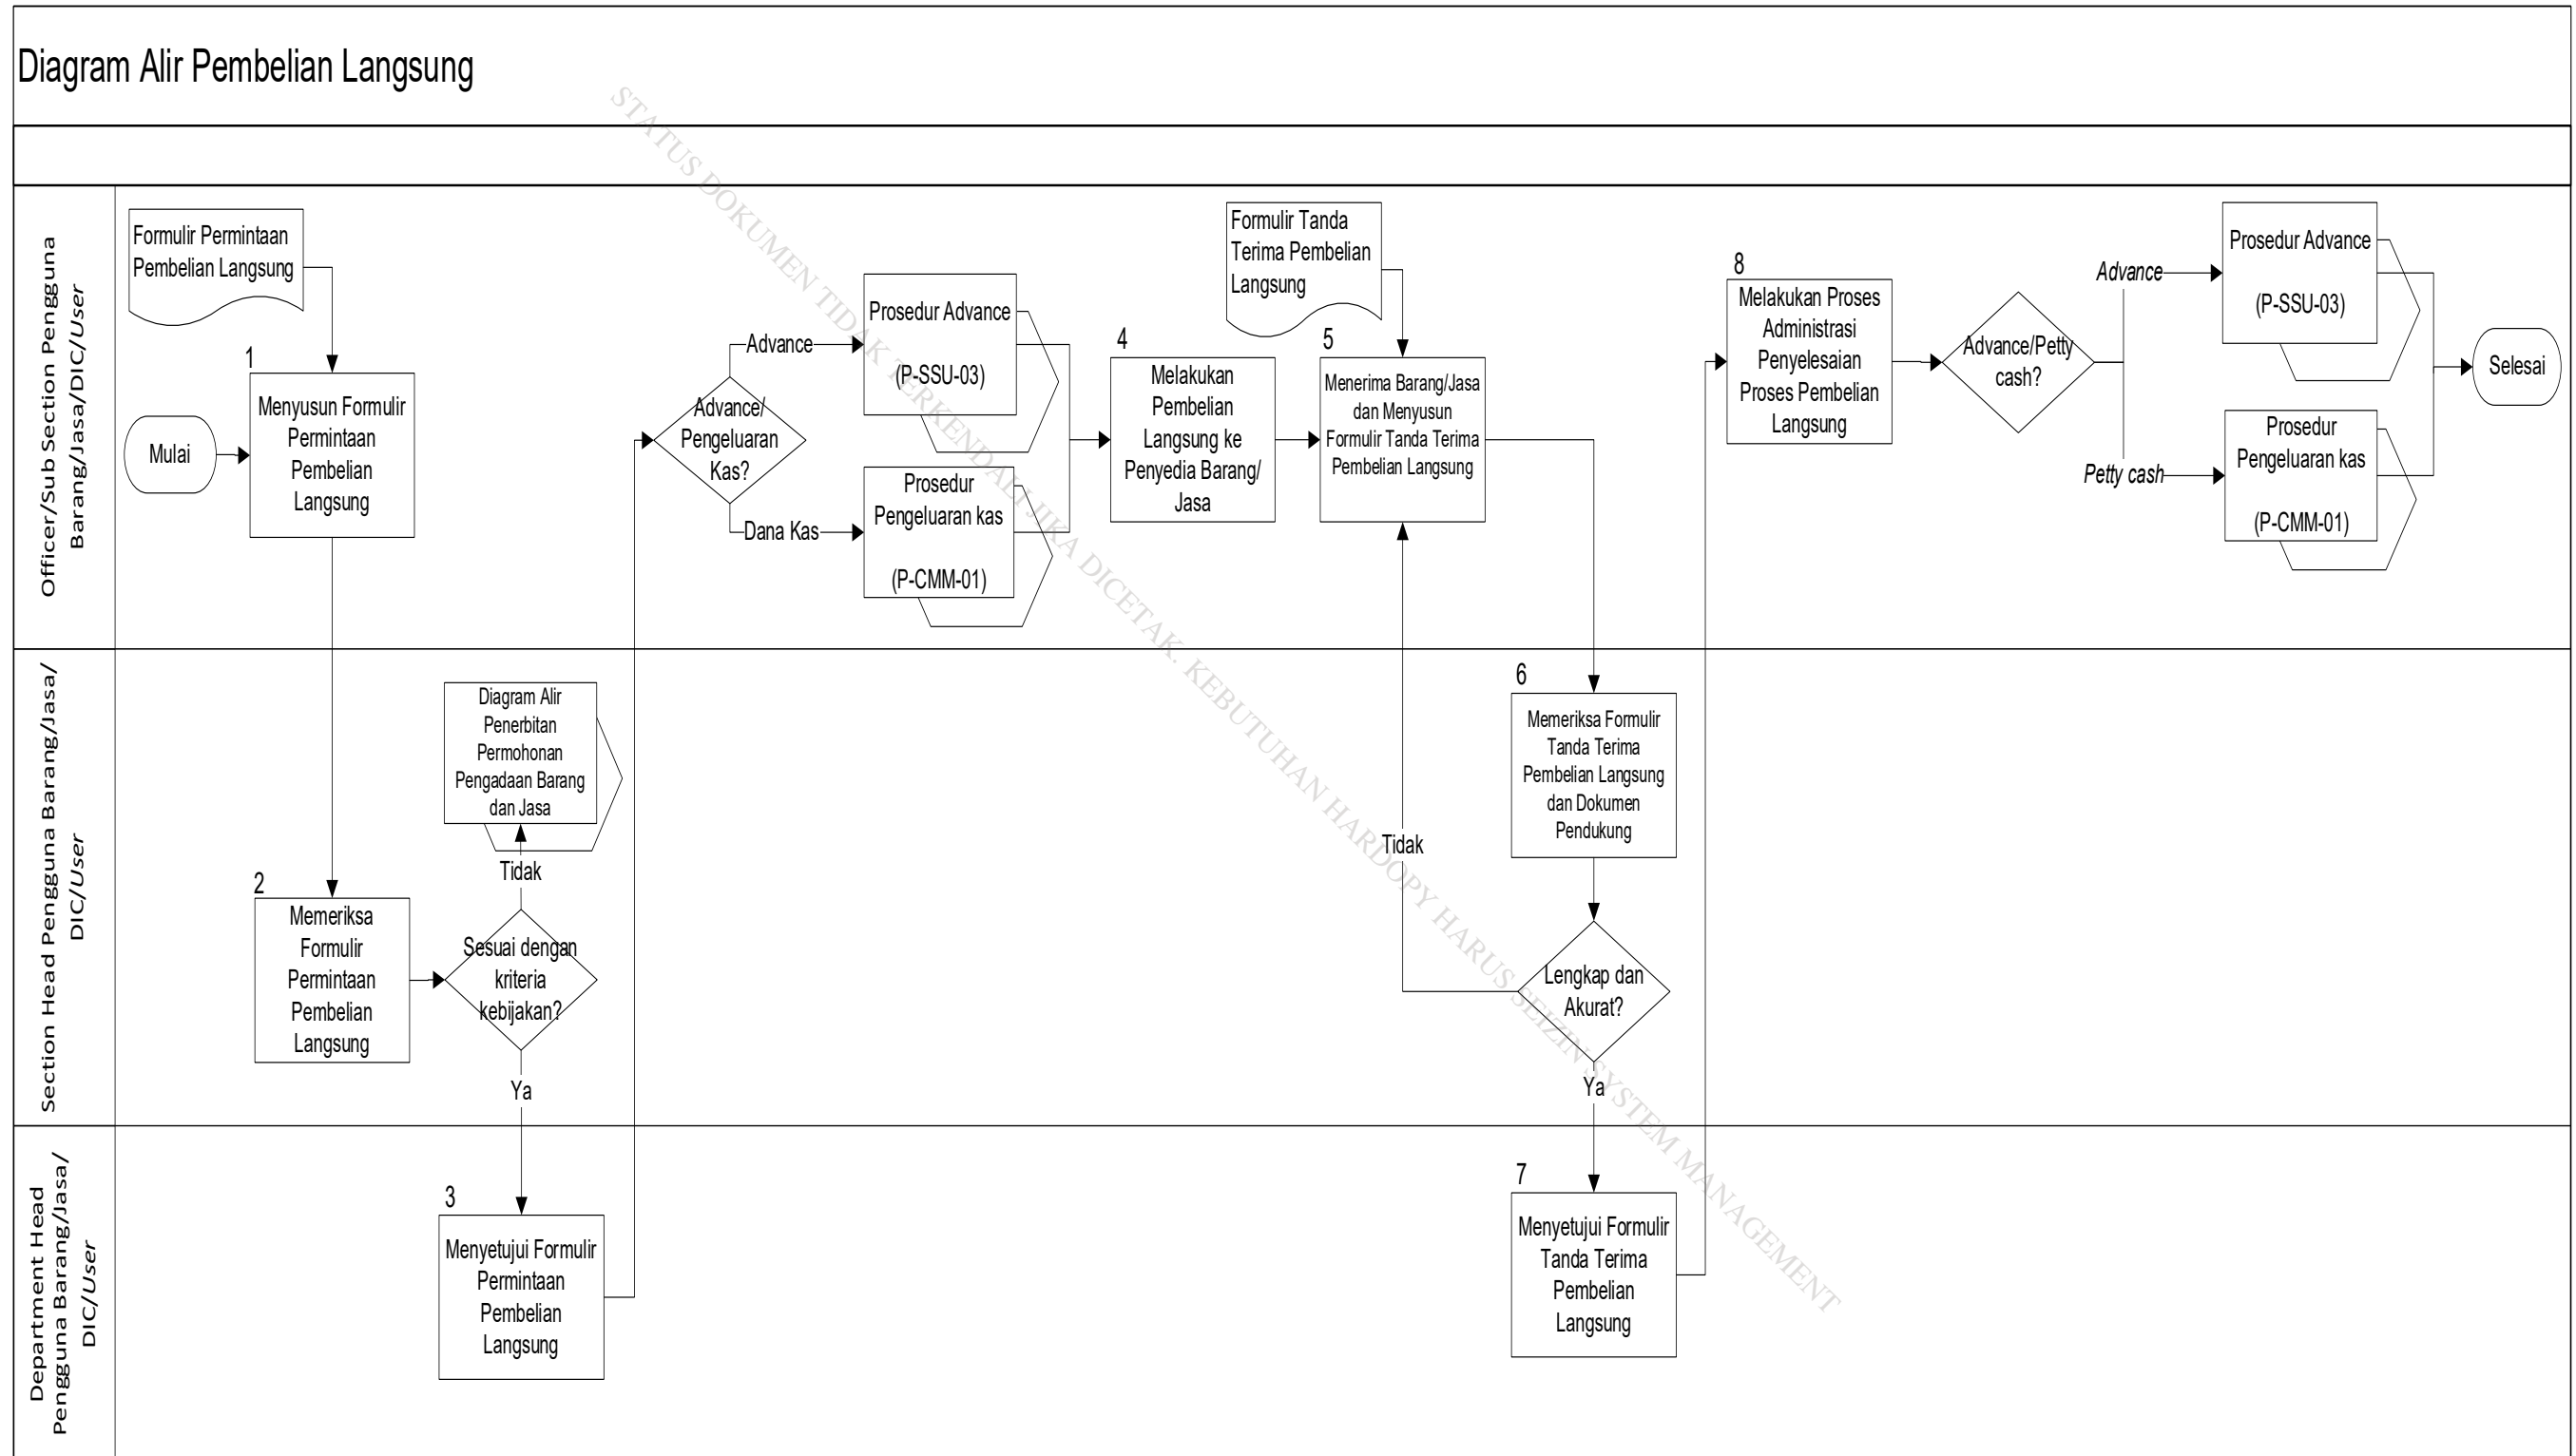 Diagram Alir Pembelian Langsung
STATUS DOKUMEN TIDAK TERKENDALI JIKA DICETAK. KEBUTUHAN HARDOPY HARUS SEIZIN SYSTEM MANAGEMENT
Officer/Sub Section Pengguna
Barang/Jasa/DIC/User
Formulir Permintaan
Pembelian Langsung
Mulai
1
Menyusun Formulir
Permintaan
Pembelian
Langsung
Advance/
Pengeluaran
Kas?
Advance
Prosedur Advance
(P-SSU-03)
Dana Kas
Prosedur
Pengeluaran kas
(P-CMM-01)
4
Melakukan
Pembelian
Langsung ke
Penyedia Barang/
Jasa
Formulir Tanda
Terima Pembelian
Langsung
5
Menerima Barang/Jasa
dan Menyusun
Formulir Tanda Terima
Pembelian Langsung
8
Melakukan Proses
Administrasi
Penyelesaian
Proses Pembelian
Langsung
Advance/Petty
cash?
Advance
Prosedur Advance
(P-SSU-03)
Petty cash
Prosedur
Pengeluaran kas
(P-CMM-01)
Selesai
Section Head Pengguna Barang/Jasa/
DIC/User
2
Memeriksa
Formulir
Permintaan
Pembelian
Langsung
Sesuai dengan
kriteria
kebijakan?
Tidak
Diagram Alir
Penerbitan
Permohonan
Pengadaan Barang
dan Jasa
Ya
6
Memeriksa Formulir
Tanda Terima
Pembelian Langsung
dan Dokumen
Pendukung
Lengkap dan
Akurat?
Tidak
Ya
Department Head
Pengguna Barang/Jasa/
DIC/User
3
Menyetujui Formulir
Permintaan
Pembelian
Langsung
7
Menyetujui Formulir
Tanda Terima
Pembelian
Langsung